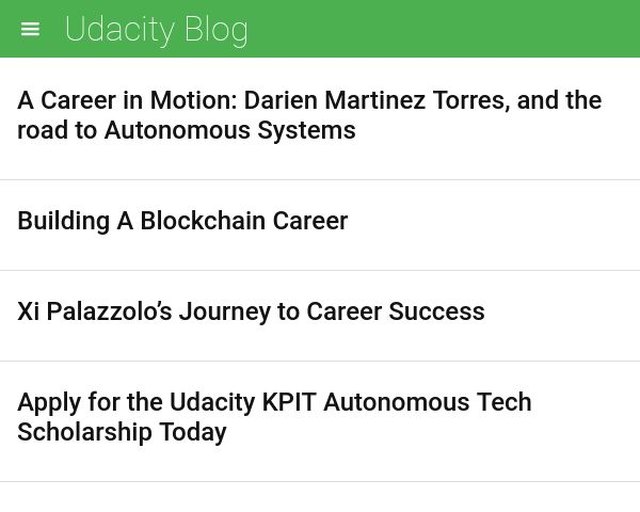 Udacity Blog
A Career in Motion: Darien Martinez Torres, and the
road to Autonomous Systems
Building A Blockchain Career
Xi Palazzolo’s Journey to Career Success
Apply for the Udacity KPIT Autonomous Tech
Scholarship Today